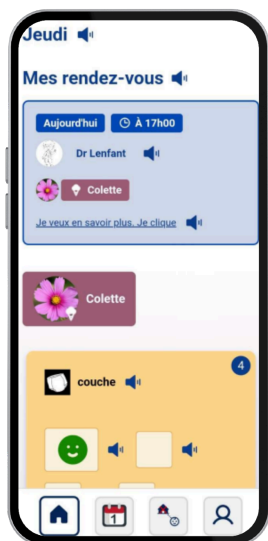 Jeudi
Mes rendez-vous
Aujourd'hui À 17h00
Dr Lenfant
Colette
Je veux en savoir plus. Je clique
Colette
4
couche
1